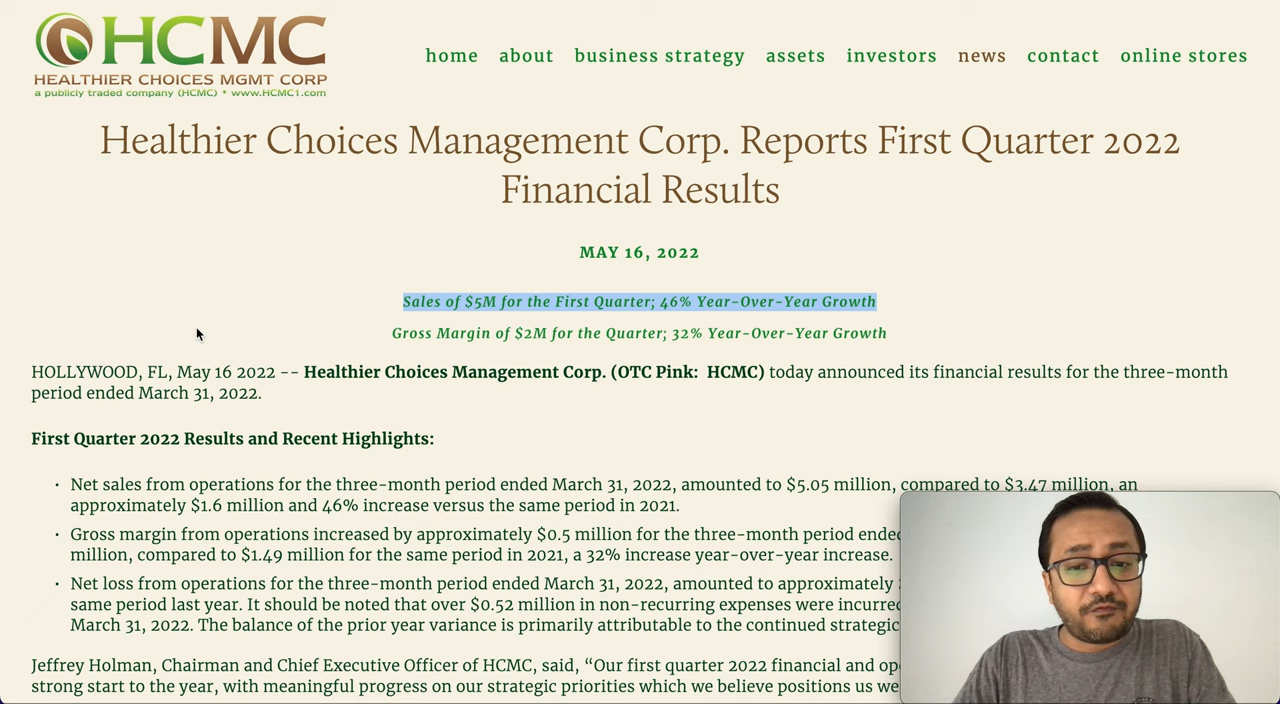 HCMC
HEALTHIER CHOICES MGMT CORP
a publicly traded company (HCMC) * www.HCMC1.com
home about business strategy assets investors news contact online stores
Healthier Choices Management Corp. Reports First Quarter 2022
Financial Results
MAY 16, 2022
Sales of $5M for the First Quarter; 46% Year-Over-Year Growth
Gross Margin of $2M for the Quarter; 32% Year-Over-Year Growth
HOLLYWOOD, FL, May 16 2022 -- Healthier Choices Management Corp. (OTC Pink: HCMC) today announced its financial results for the three-month
period ended March 31, 2022.
First Quarter 2022 Results and Recent Highlights:
• Net sales from operations for the three-month period ended March 31, 2022, amounted to $5.05 million, compared to $3.47 million, an
approximately $1.6 million and 46% increase versus the same period in 2021.
• Gross margin from operations increased by approximately $0.5 million for the three-month period ended
million, compared to $1.49 million for the same period in 2021, a 32% increase year-over-year increase.
• Net loss from operations for the three-month period ended March 31, 2022, amounted to approximately
same period last year. It should be noted that over $0.52 million in non-recurring expenses were incurred
March 31, 2022. The balance of the prior year variance is primarily attributable to the continued strategic
Jeffrey Holman, Chairman and Chief Executive Officer of HCMC, said, “Our first quarter 2022 financial and
strong start to the year, with meaningful progress on our strategic priorities which we believe positions us